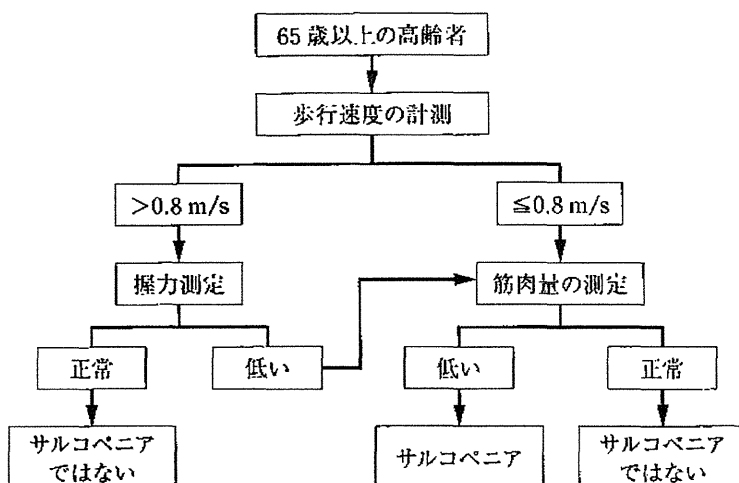 65歳以上の高齢者
歩行速度の計測
>0.8 m/s
≦0.8 m/s
握力測定
筋肉量の測定
正常
低い
低い
正常
サルコペニア
ではない
サルコペニア
サルコペニア
ではない